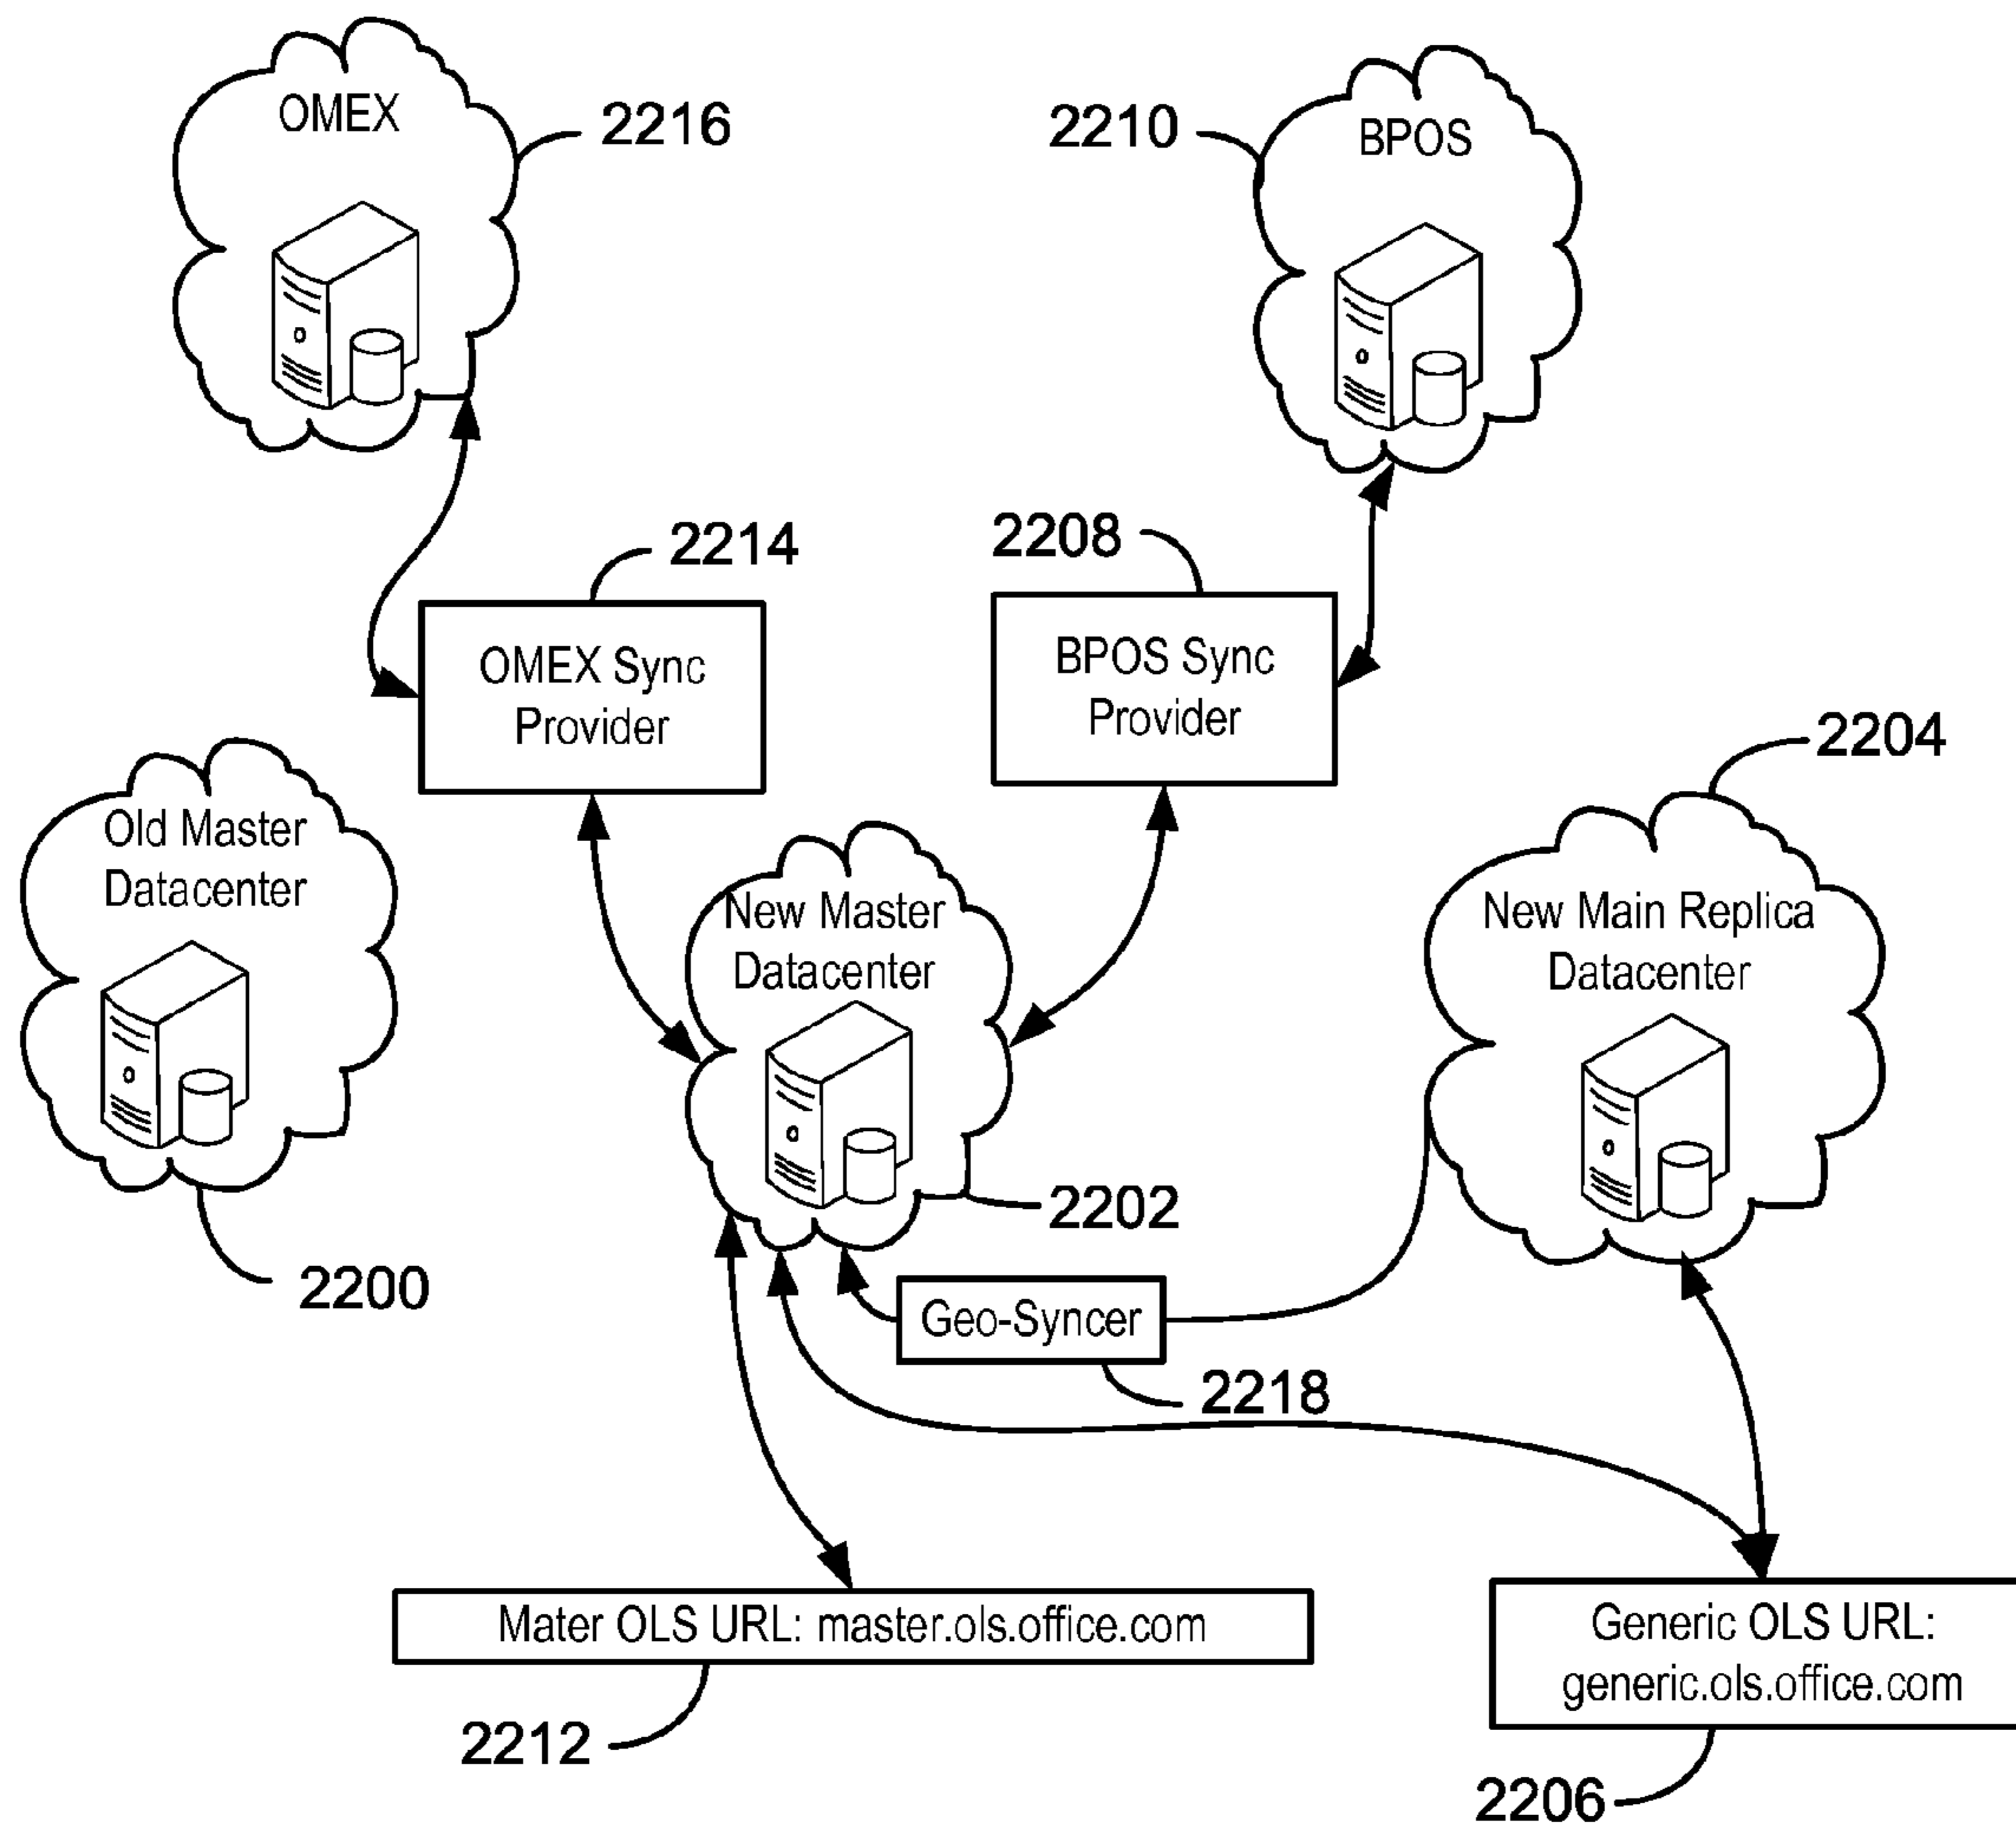 OMEX
2216
2210
BPOS
2214
2208
OMEX Sync
Provider
BPOS Sync
Provider
2204
Old Master
Datacenter
New Master
Datacenter
New Main Replica
Datacenter
2202
2200
Geo-Syncer
2218
Mater OLS URL: master.ols.office.com
Generic OLS URL:
generic.ols.office.com
2212
2206